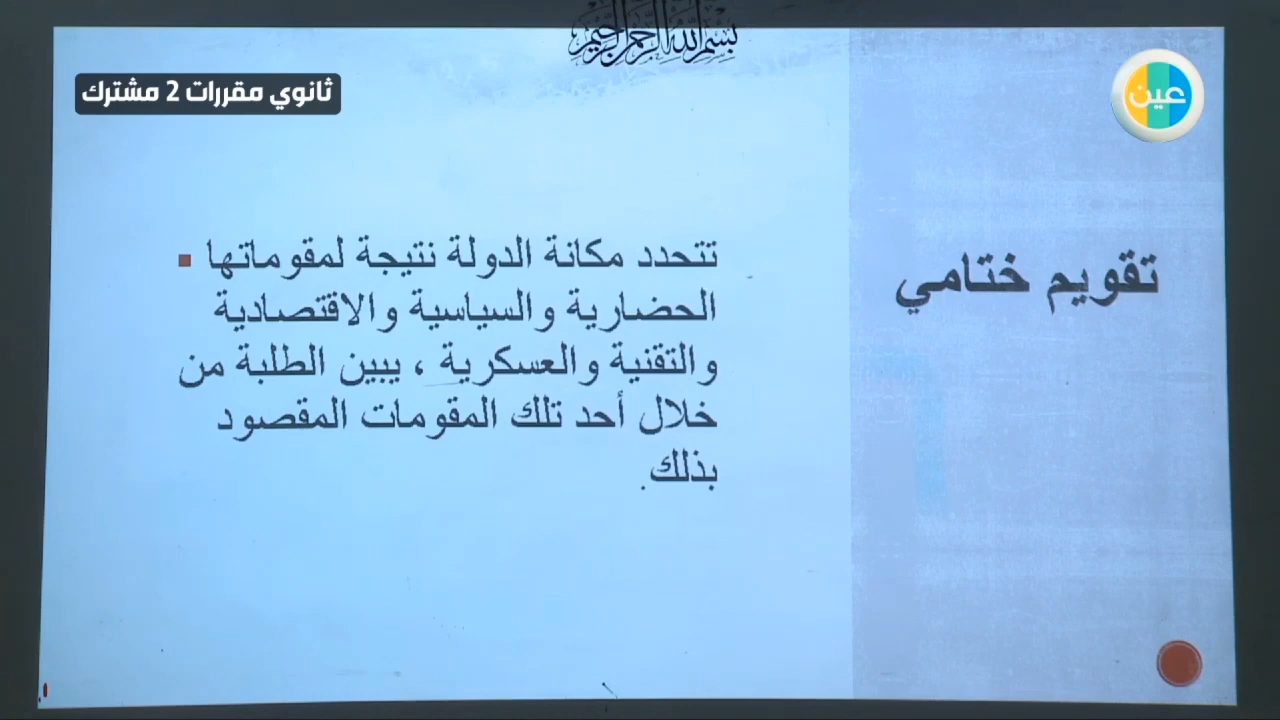 بسم الله الرحمن الرحيم
ثانوي مقررات 2 مشترك
عين
تقويم ختامي
تتحدد مكانة الدولة نتيجة لمقوماتها
الحضارية والسياسية والاقتصادية
والتقنية والعسكرية ، يبين الطلبة من
خلال أحد تلك المقومات المقصود
بذلك.